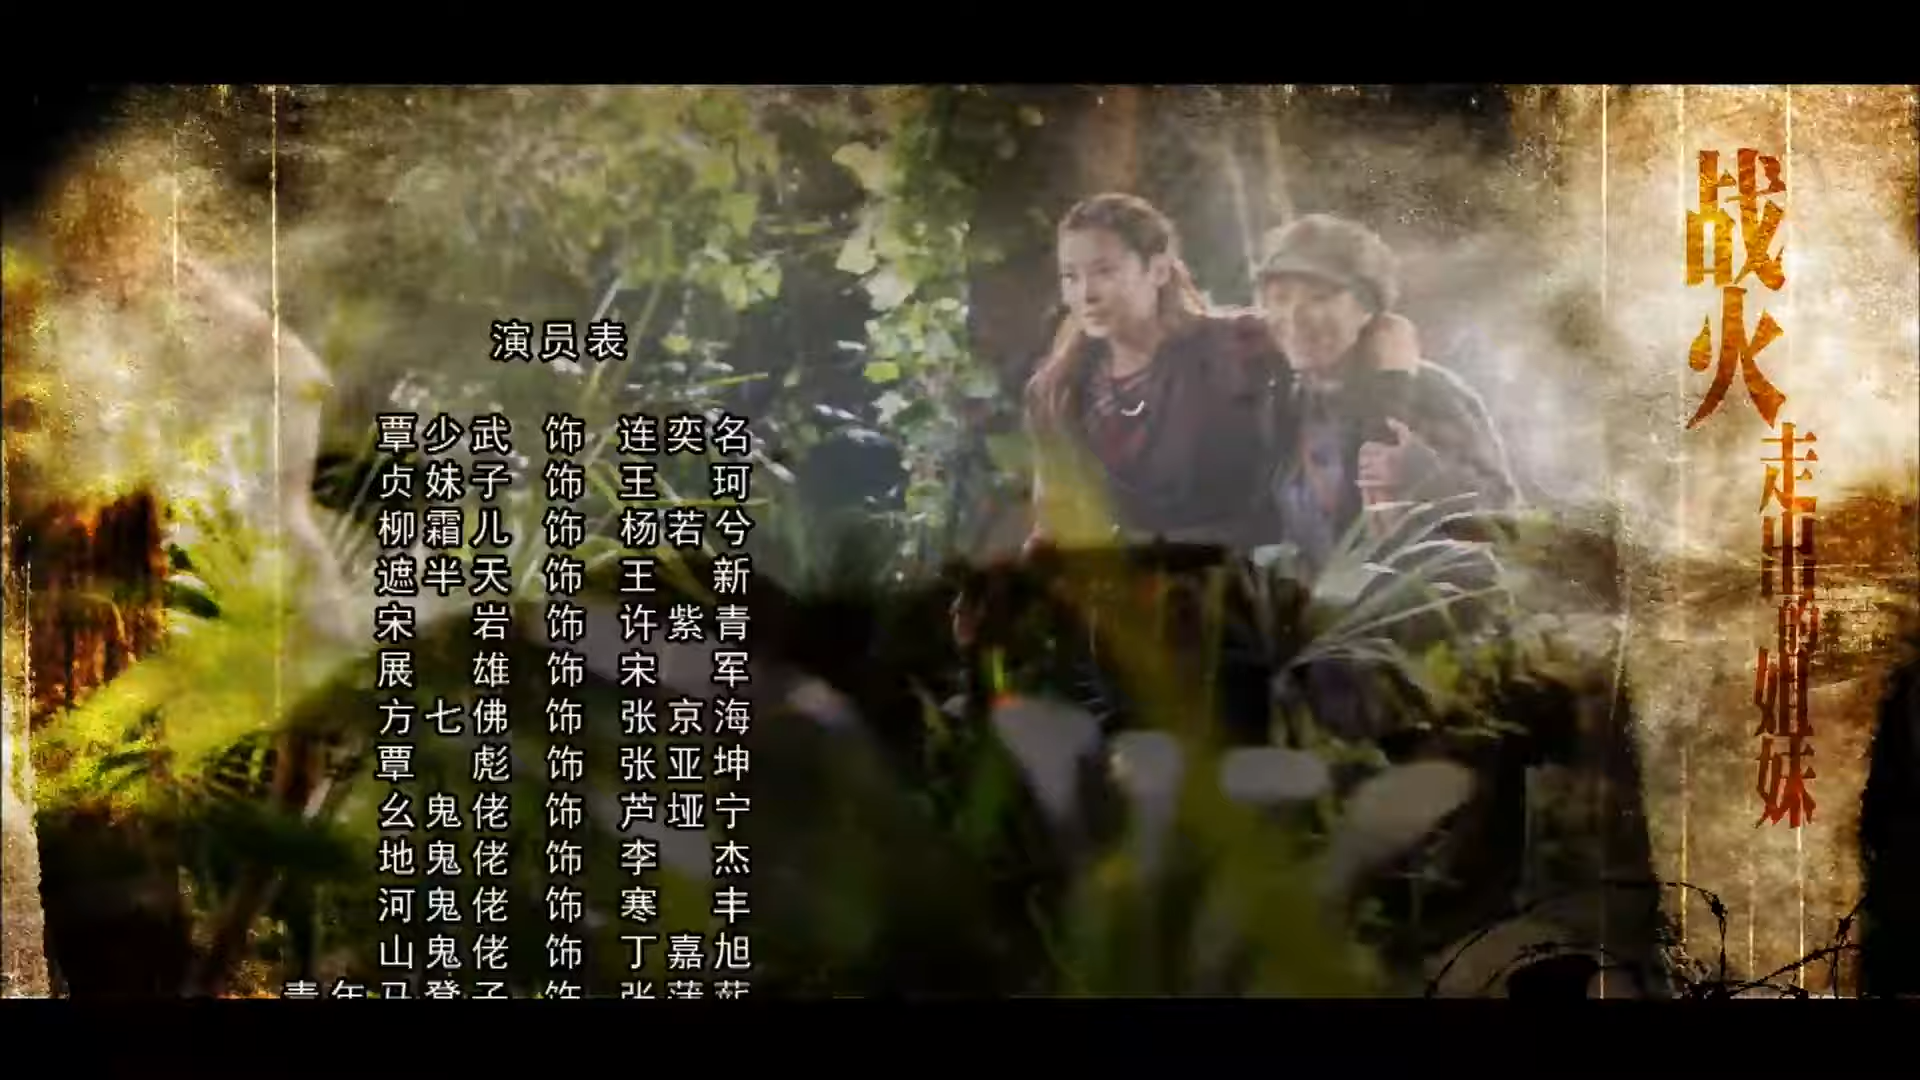 演员表
覃少武 饰 连奕名
贞妹子 饰 王珂
柳霜儿 饰 杨若兮
遮半天 饰 王新
宋岩 饰 许紫青
展雄 饰 宋军
方七佛 饰 张京海
覃彪 饰 张亚坤
幺鬼佬 饰 芦垭宁
地鬼佬 饰 李杰
河鬼佬 饰 寒丰
山鬼佬 饰 丁嘉旭
战火走出的姐妹